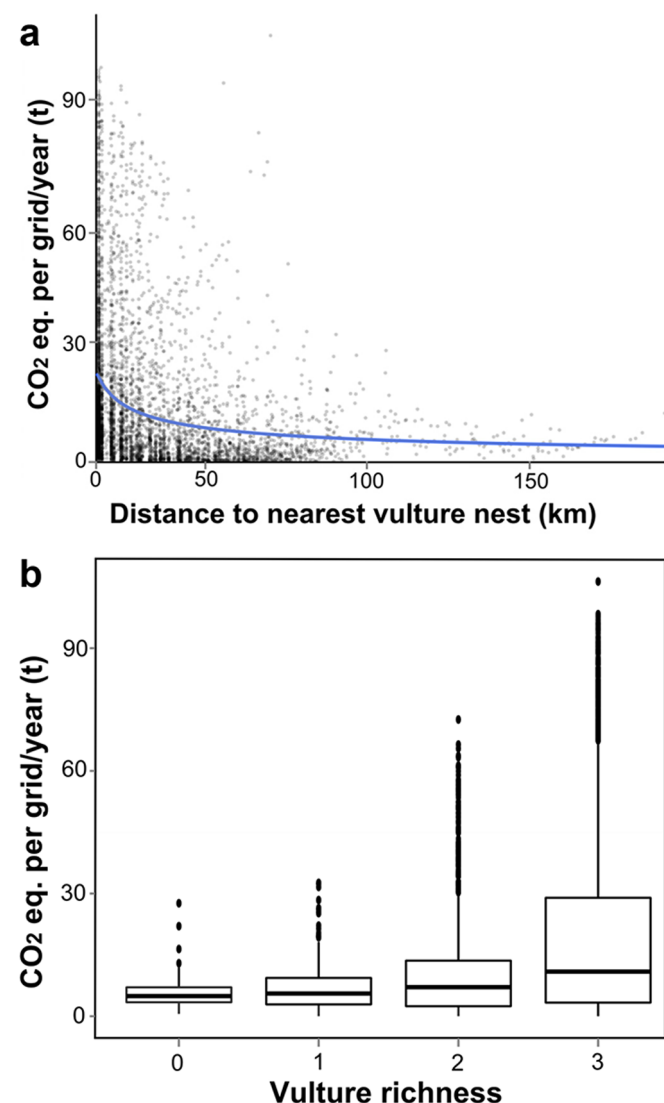 a
CO2 eq. per grid/year (t)
90
60
30
0
0 50 100 150
Distance to nearest vulture nest (km)
b
CO2 eq. per grid/year (t)
90
60
30
0
0 1 2 3
Vulture richness